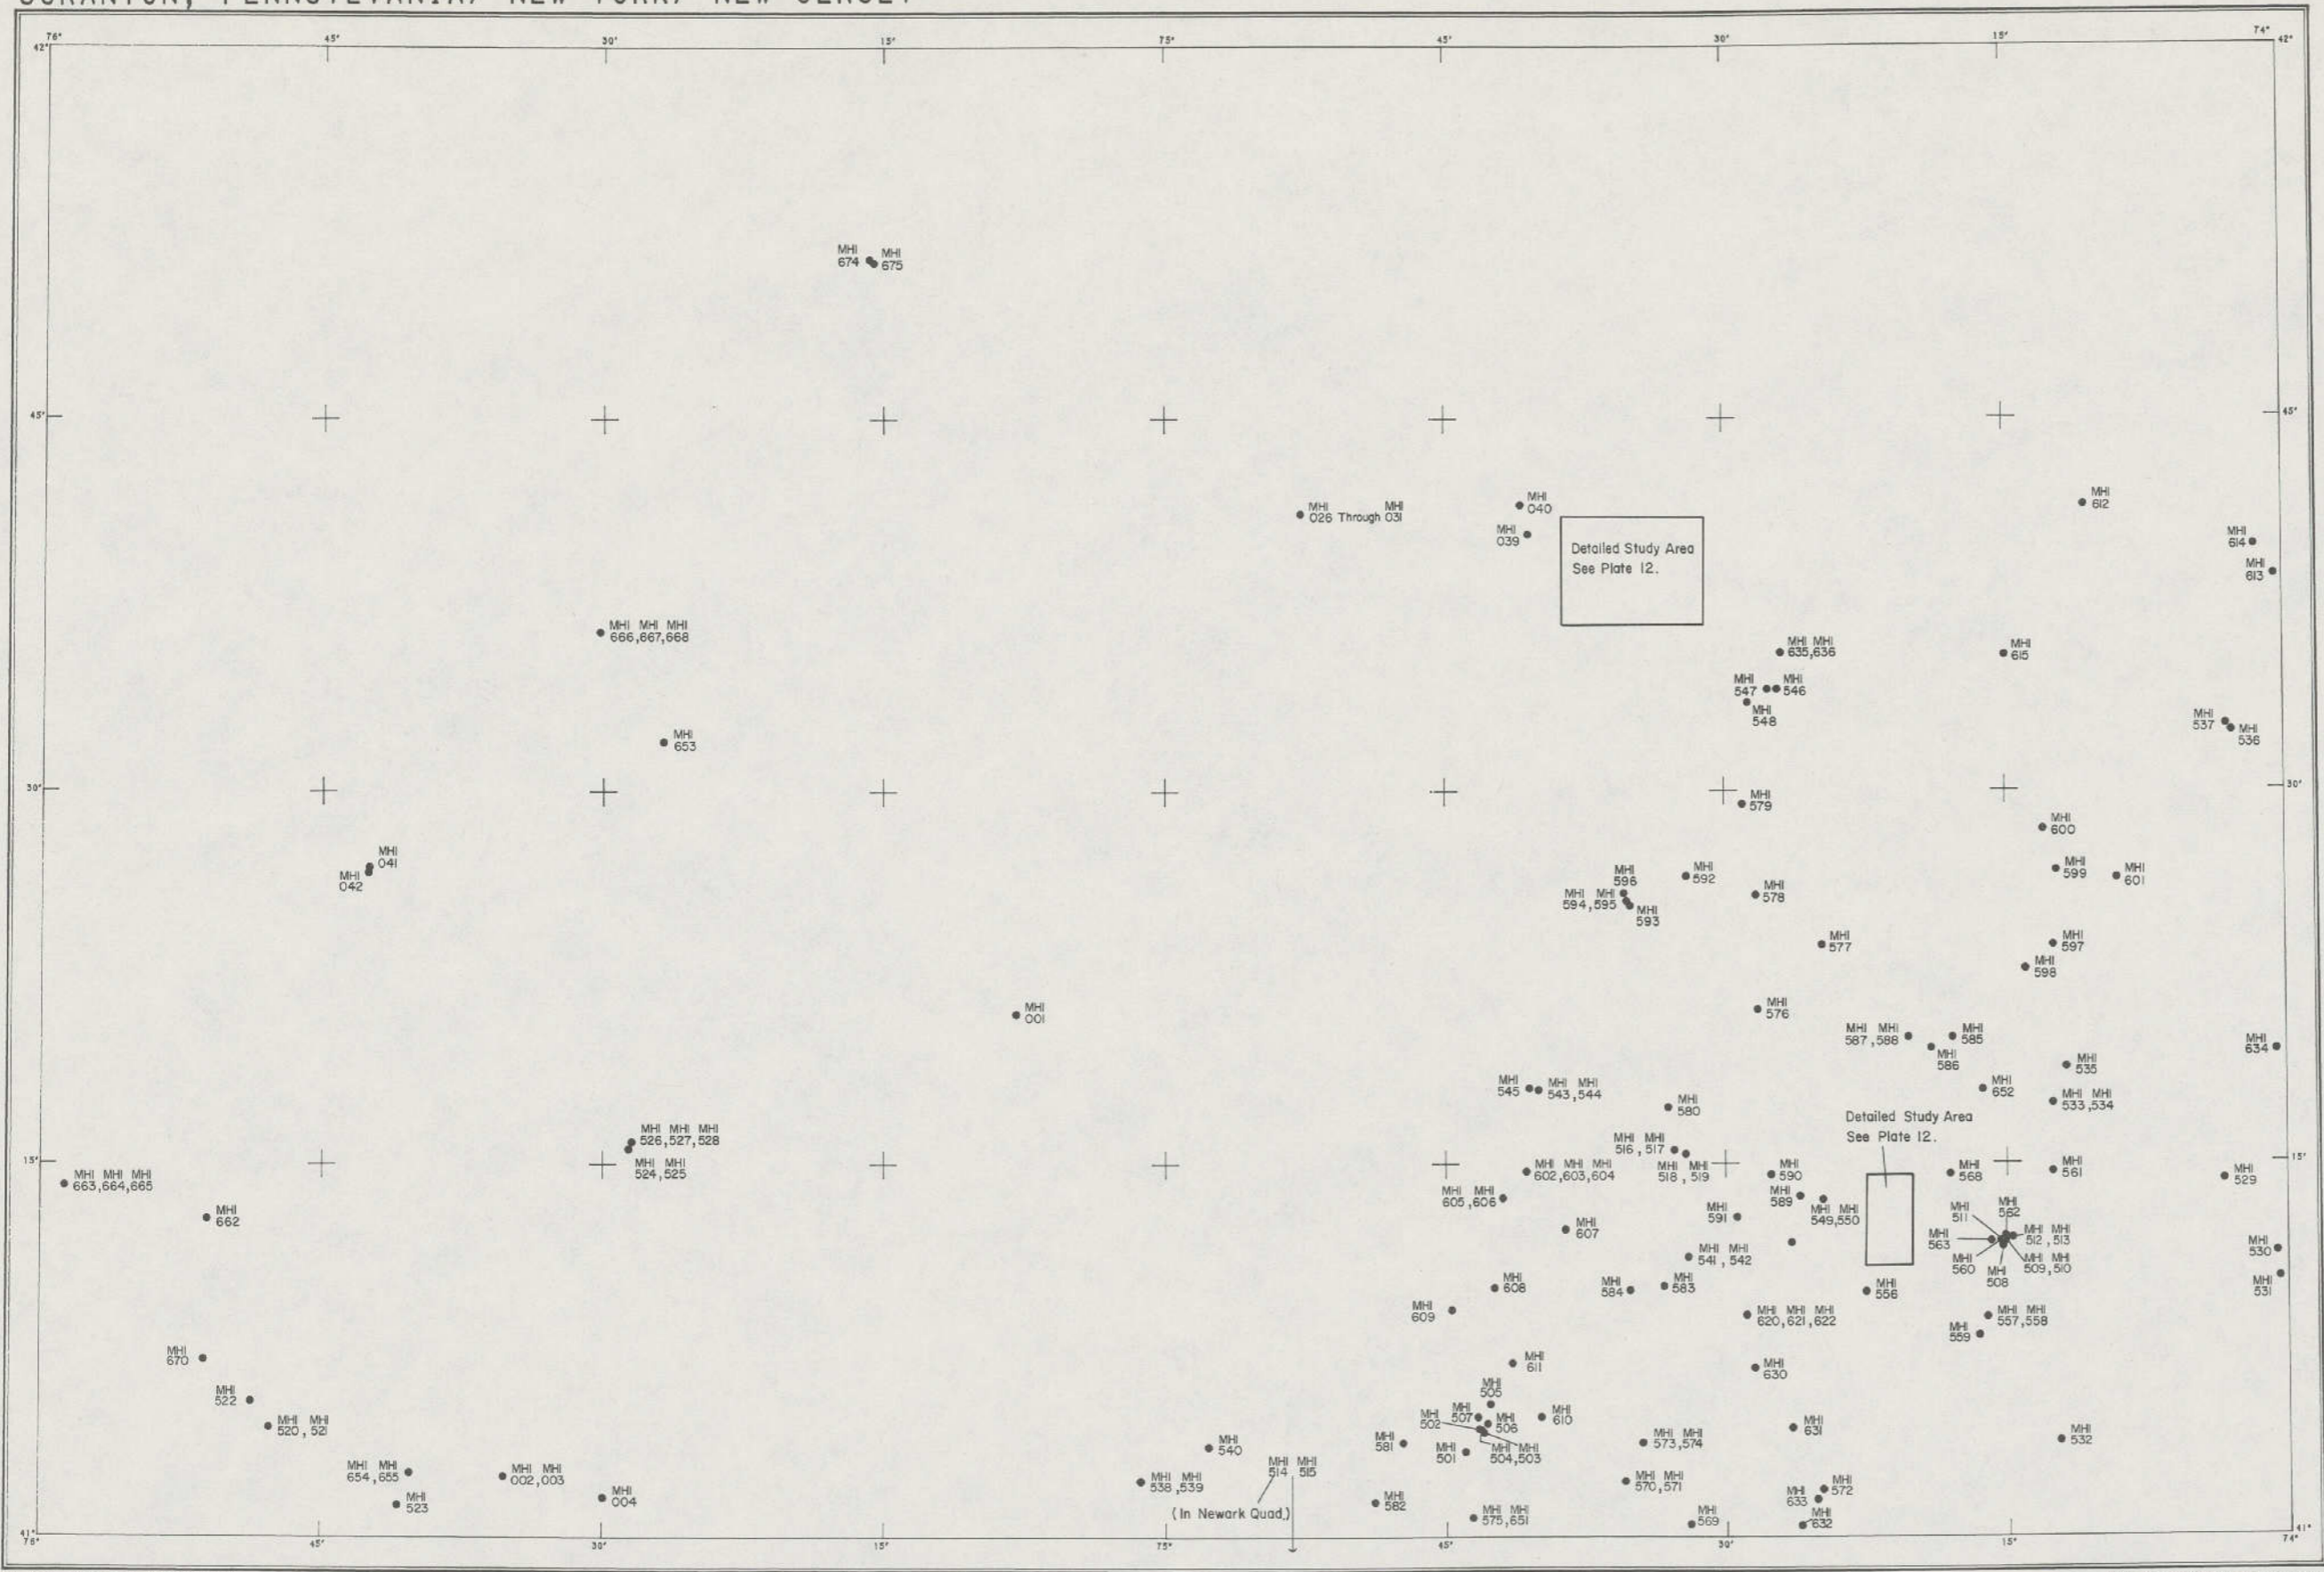 SCRANTON, PENNSYLVANIA, NEW YORK, NEW JERSEY
76° 45' 30' 15' 75° 45' 30' 15' 74°
42° 42°
MHI 674
MHI 675
45' 45'
MHI 026 Through MHI 031
MHI 040
MHI 039
Detailed Study Area
See Plate 12.
MHI 612
MHI 614
MHI 613
MHI MHI MHI
666,667,668
MHI MHI
635,636
MHI 615
MHI 547
MHI 546
MHI 548
MHI 537
MHI 536
MHI 653
30' 30'
MHI 579
MHI 600
MHI 041
MHI 042
MHI 596
MHI 592
MHI MHI
594,595
MHI 593
MHI 578
MHI 599
MHI 601
MHI 577
MHI 597
MHI 598
MHI 001
MHI 576
MHI MHI
587,588
MHI 585
MHI 586
MHI 634
MHI 535
MHI 545
MHI MHI
543,544
MHI 652
MHI MHI
533,534
MHI 580
Detailed Study Area
See Plate 12.
MHI MHI MHI
526,527,528
MHI MHI
524,525
MHI MHI
516,517
MHI MHI
518,519
15' 15'
MHI MHI MHI
663,664,665
MHI MHI MHI
602,603,604
MHI 590
MHI 568
MHI 561
MHI 529
MHI MHI
605,606
MHI 589
MHI MHI
549,550
MHI 662
MHI 591
MHI 607
MHI 511
MHI 562
MHI 563
MHI MHI
512,513
MHI 560
MHI 508
MHI MHI
509,510
MHI 530
MHI 531
MHI MHI
541,542
MHI 608
MHI 584
MHI 583
MHI 556
MHI 609
MHI MHI MHI
620,621,622
MHI MHI
557,558
MHI 559
MHI 670
MHI 611
MHI 630
MHI 522
MHI 505
MHI 507
MHI 502
MHI 506
MHI 610
MHI MHI
520,521
MHI 631
MHI 532
MHI 540
MHI 581
MHI 501
MHI MHI
504,503
MHI MHI
573,574
MHI MHI
654,655
MHI MHI
002,003
MHI MHI
538,539
MHI MHI
514 515
(In Newark Quad.)
MHI MHI
570,571
MHI 572
MHI 633
MHI 523
MHI 004
MHI 582
MHI MHI
575,651
MHI 569
MHI 632
41° 41°
76° 45' 30' 15' 75° 45' 30' 15' 74°